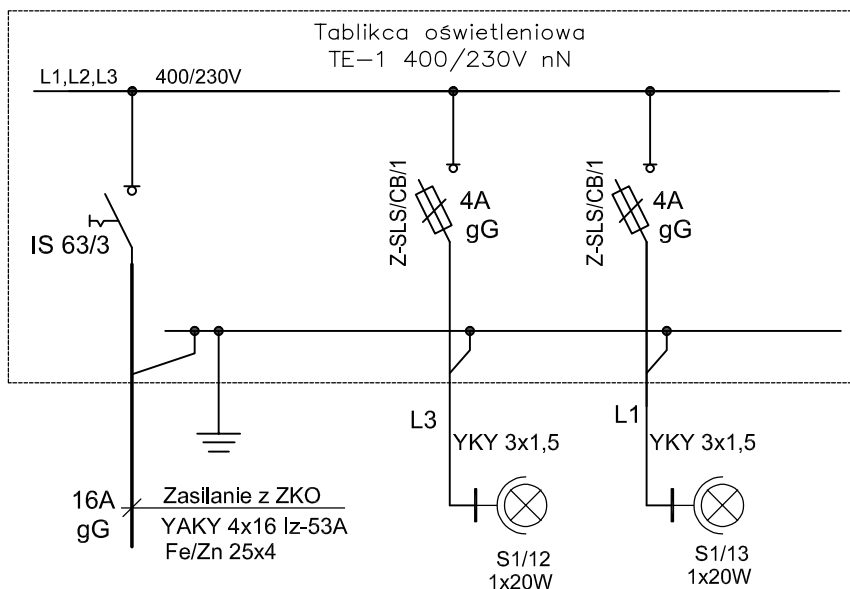 Tablikca oświetleniowa
TE-1 400/230V nN
L1,L2,L3 400/230V
IS 63/3
Z-SLS/CB/1
4A
gG
Z-SLS/CB/1
4A
gG
L3
YKY 3x1,5
L1
YKY 3x1,5
16A
gG
Zasilanie z ZKO
YAKY 4x16 Iz-53A
Fe/Zn 25x4
S1/12
1x20W
S1/13
1x20W